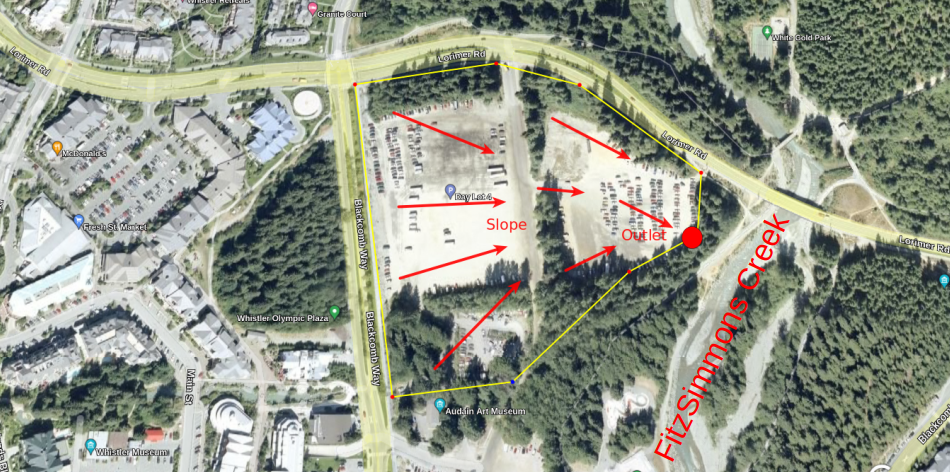 Whistler Retreats
Granite Court
White Gold Park
Lorimer Rd
Lorimer Rd
Lorimer Rd
McDonald's
Day Lot 4
Fresh St. Market
Slope
Outlet
Lorimer Rd
Blackcomb Way
FitzSimmons Creek
Whistler Olympic Plaza
Blackcomb Way
Main St
Audain Art Museum
Whistler Museum